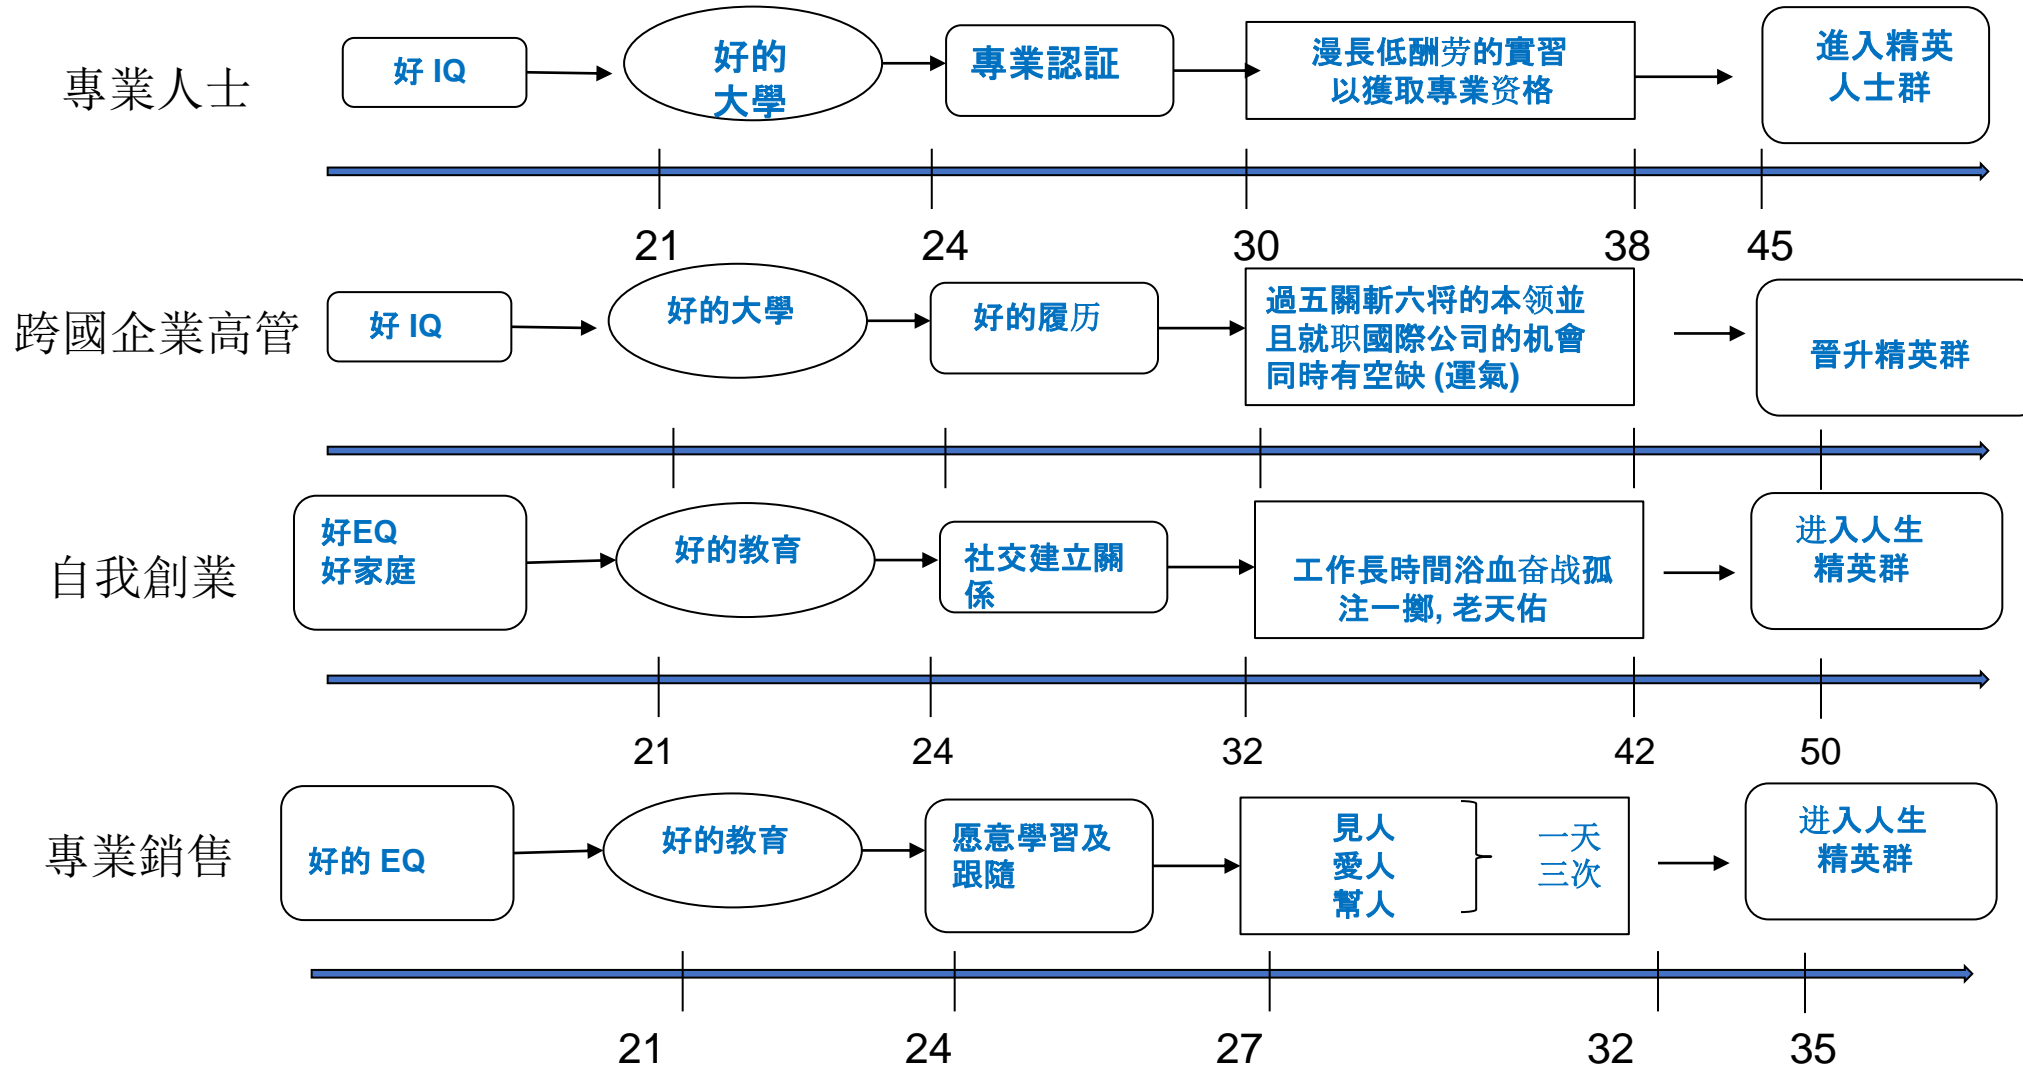 專業人士
好 IQ
好的
大學
專業認証
漫長低酬劳的實習
以獲取專業资格
進入精英
人士群
21
24
30
38
45
跨國企業高管
好 IQ
好的大學
好的履历
過五關斬六将的本领並
且就职國際公司的机會
同時有空缺 (運氣)
晉升精英群
自我創業
好EQ
好家庭
好的教育
社交建立關
係
工作長時間浴血奋战孤
注一擲, 老天佑
进入人生
精英群
21
24
32
42
50
專業銷售
好的 EQ
好的教育
愿意學習及
跟隨
見人
愛人
幫人
一天
三次
进入人生
精英群
21
24
27
32
35